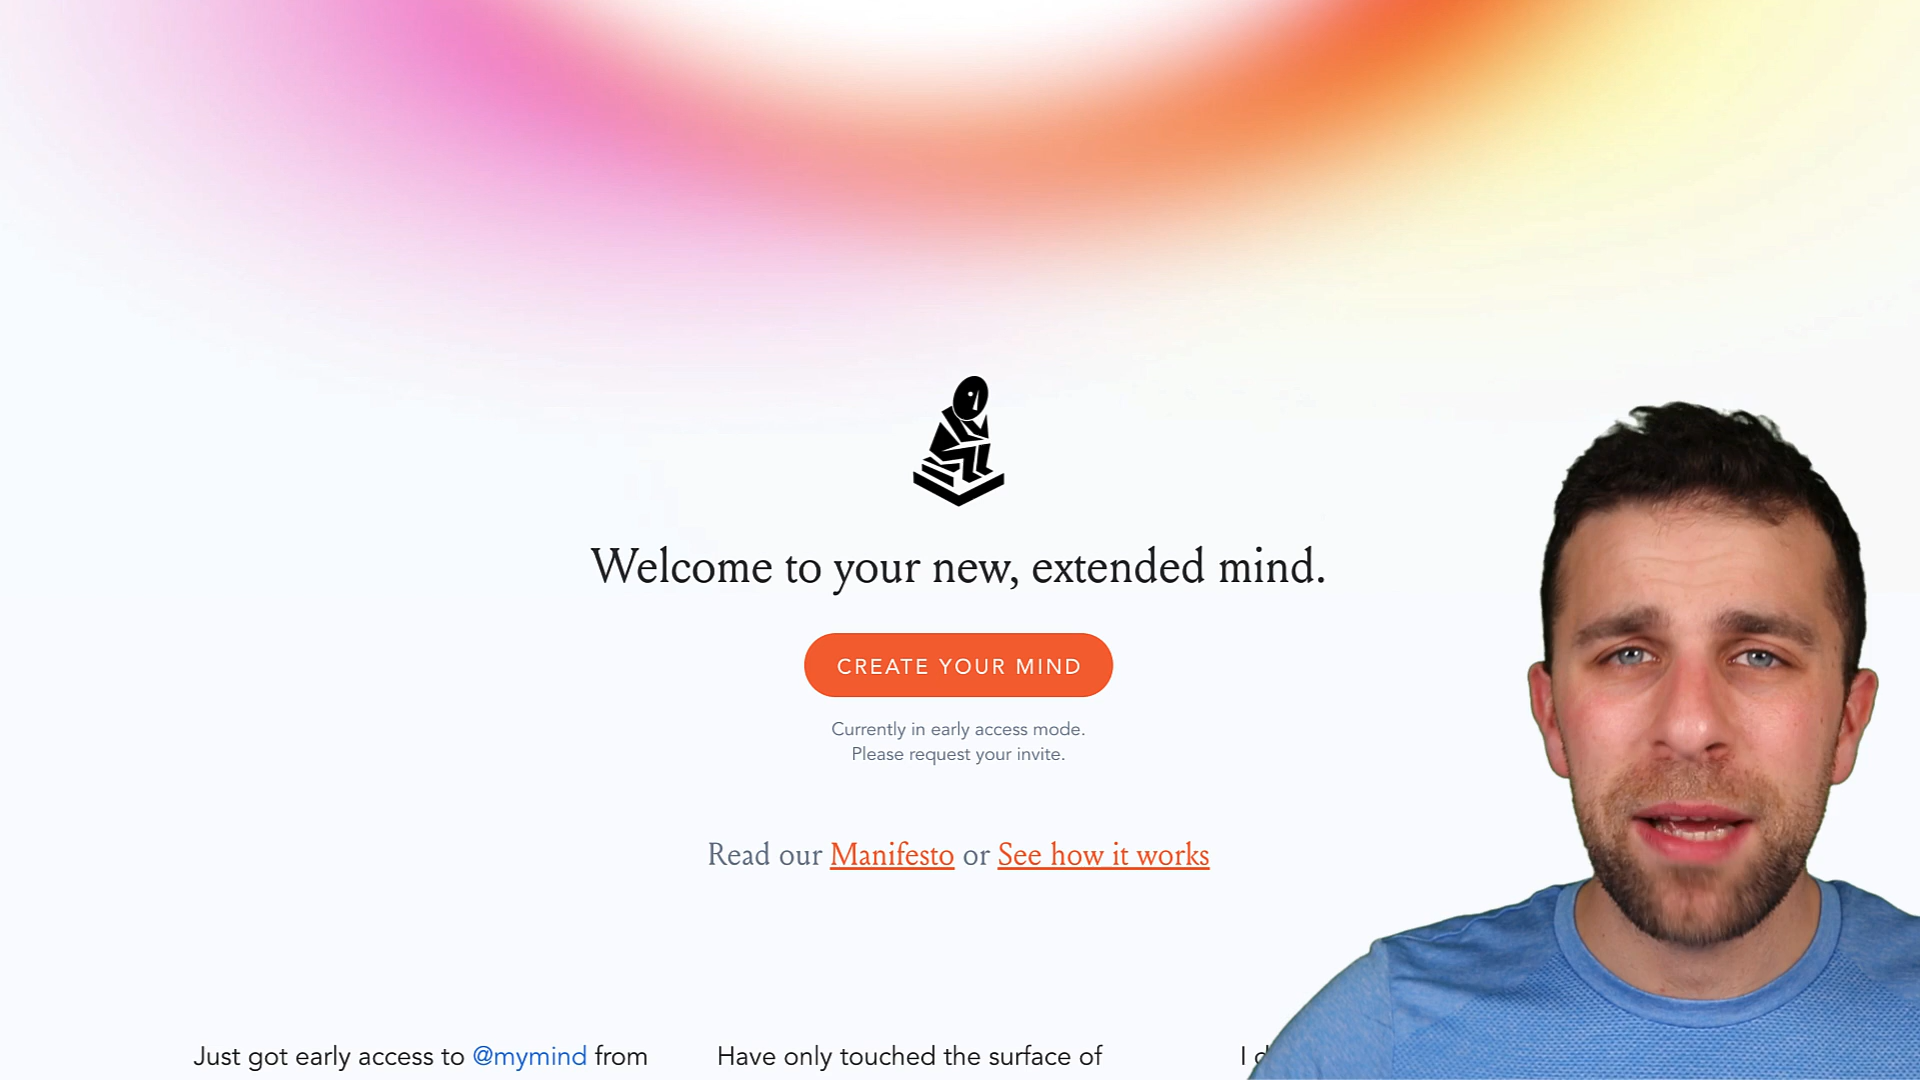 Welcome to your new, extended mind.
CREATE YOUR MIND
Currently in early access mode.
Please request your invite.
Read our Manifesto or See how it works
Just got early access to @mymind from
Have only touched the surface of
I